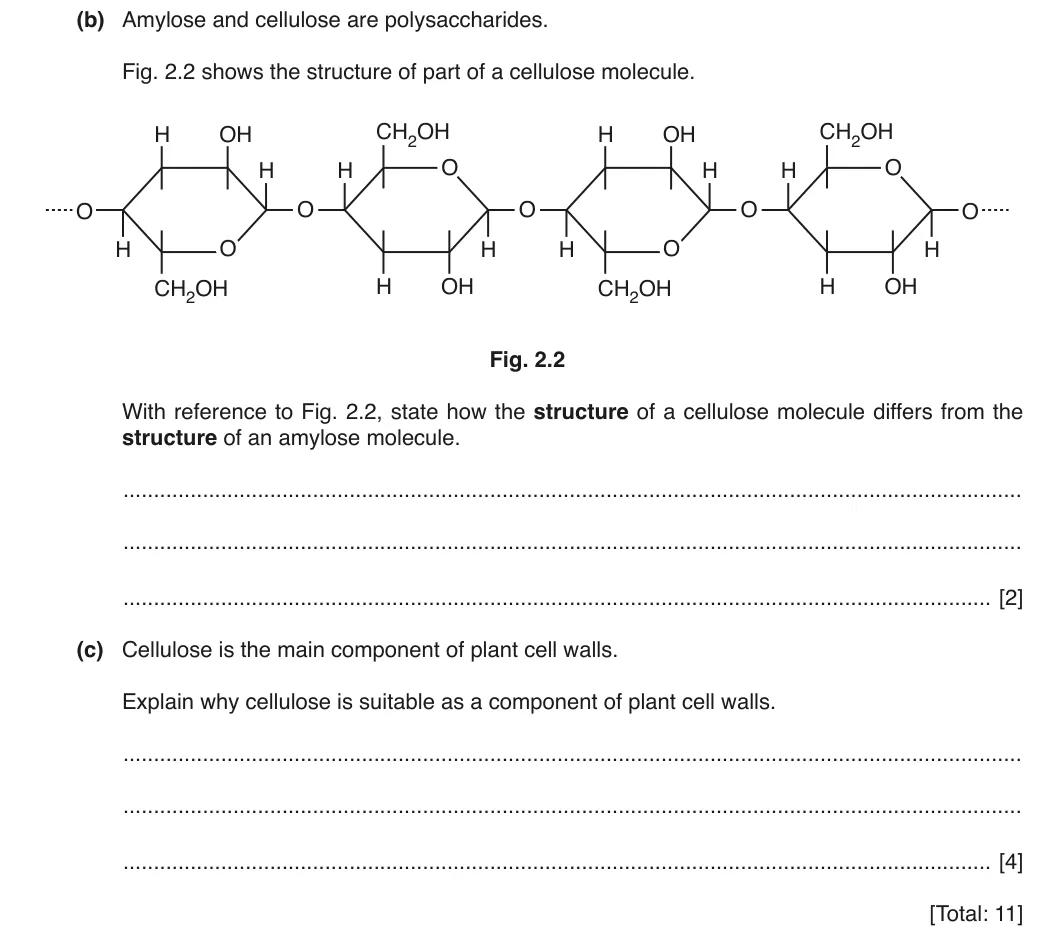 (b) Amylose and cellulose are polysaccharides.
Fig. 2.2 shows the structure of part of a cellulose molecule.
H OH CH₂OH H OH CH₂OH
H H O H H O
O O O O O
H O H H O H
CH₂OH H OH CH₂OH H OH
Fig. 2.2
With reference to Fig. 2.2, state how the structure of a cellulose molecule differs from the
structure of an amylose molecule.
[2]
(c) Cellulose is the main component of plant cell walls.
Explain why cellulose is suitable as a component of plant cell walls.
[4]
[Total: 11]